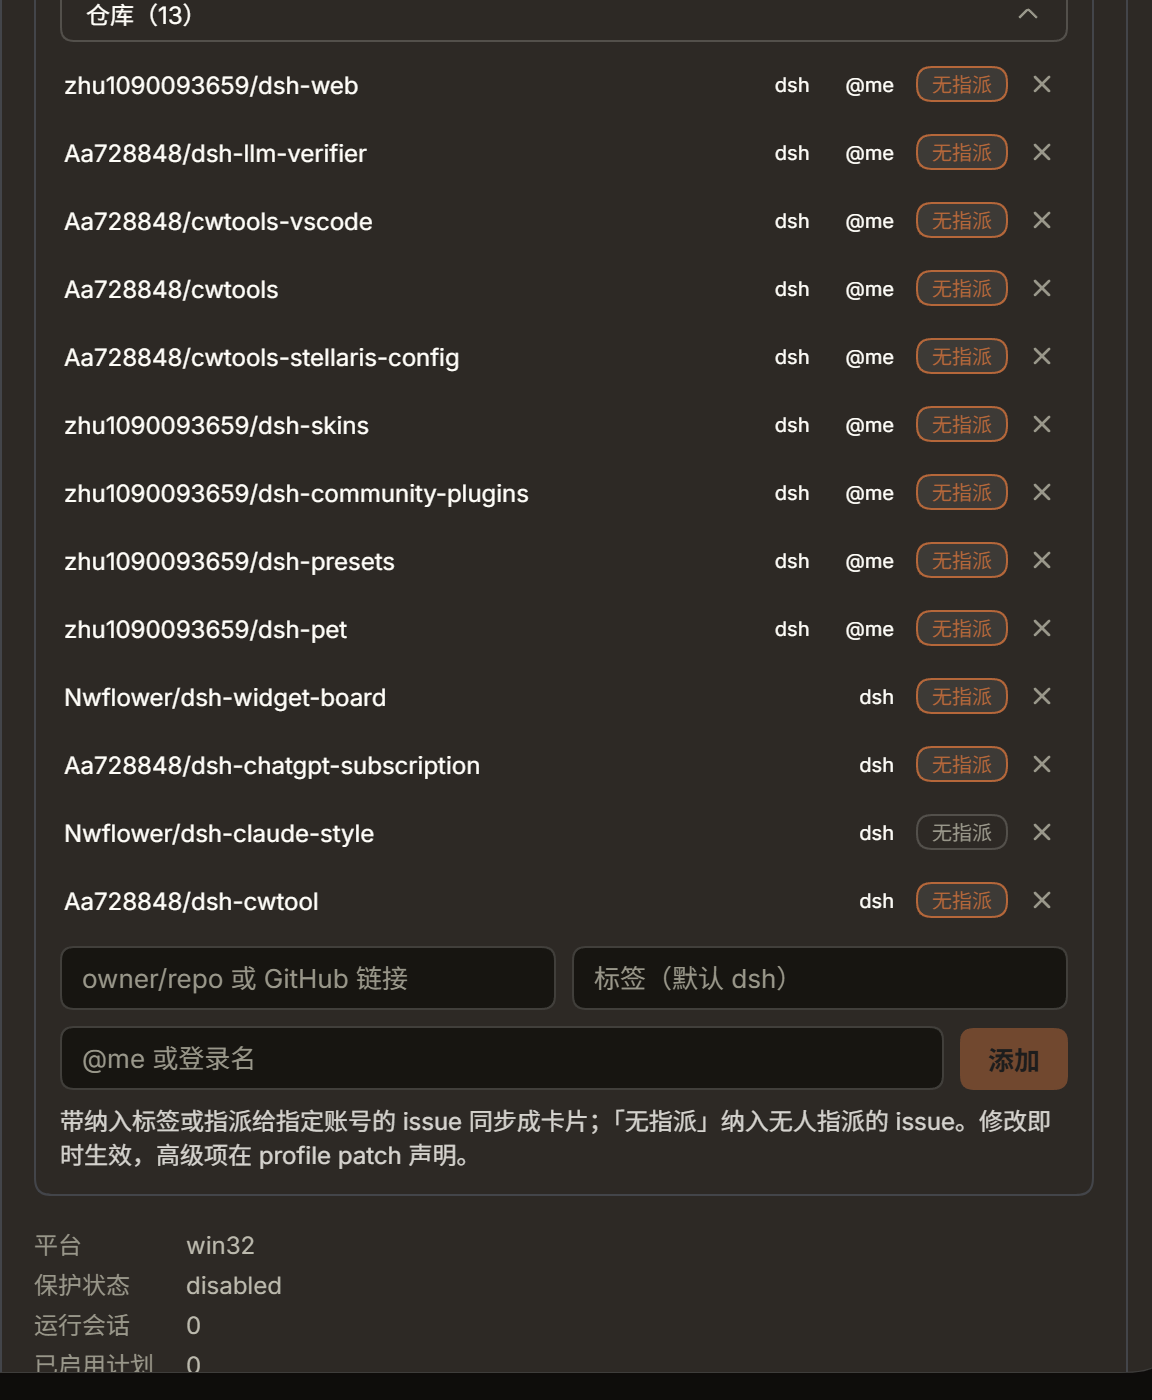 仓库（13）
zhu1090093659/dsh-web dsh @me 无指派
Aa728848/dsh-llm-verifier dsh @me 无指派
Aa728848/cwtools-vscode dsh @me 无指派
Aa728848/cwtools dsh @me 无指派
Aa728848/cwtools-stellaris-config dsh @me 无指派
zhu1090093659/dsh-skins dsh @me 无指派
zhu1090093659/dsh-community-plugins dsh @me 无指派
zhu1090093659/dsh-presets dsh @me 无指派
zhu1090093659/dsh-pet dsh @me 无指派
Nwflower/dsh-widget-board dsh 无指派
Aa728848/dsh-chatgpt-subscription dsh 无指派
Nwflower/dsh-claude-style dsh 无指派
Aa728848/dsh-cwtool dsh 无指派
owner/repo 或 GitHub 链接 标签（默认 dsh）
@me 或登录名 添加
带纳入标签或指派给指定账号的 issue 同步成卡片；「无指派」纳入无人指派的 issue。修改即
时生效，高级项在 profile patch 声明。
平台 win32
保护状态 disabled
运行会话 0
已启用计划 0